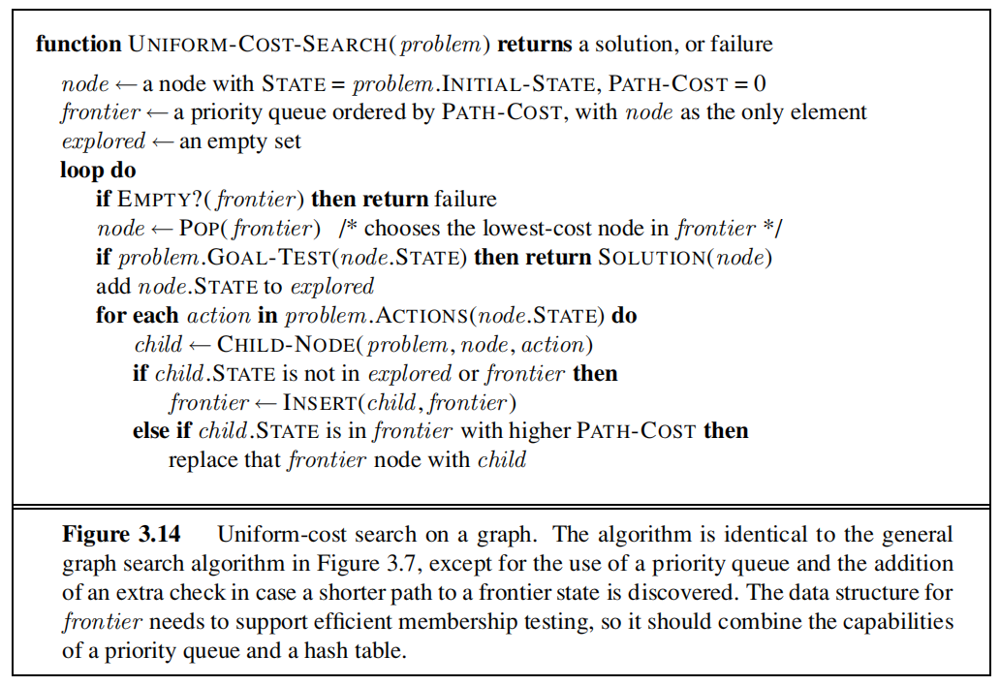 function UNIFORM-COST-SEARCH(problem) returns a solution, or failure
node ← a node with STATE = problem.INITIAL-STATE, PATH-COST = 0
frontier ← a priority queue ordered by PATH-COST, with node as the only element
explored ← an empty set
loop do
if EMPTY?(frontier) then return failure
node ← POP(frontier) /* chooses the lowest-cost node in frontier */
if problem.GOAL-TEST(node.STATE) then return SOLUTION(node)
add node.STATE to explored
for each action in problem.ACTIONS(node.STATE) do
child ← CHILD-NODE(problem, node, action)
if child.STATE is not in explored or frontier then
frontier ← INSERT(child, frontier)
else if child.STATE is in frontier with higher PATH-COST then
replace that frontier node with child
Figure 3.14 Uniform-cost search on a graph. The algorithm is identical to the general
graph search algorithm in Figure 3.7, except for the use of a priority queue and the addition
of an extra check in case a shorter path to a frontier state is discovered. The data structure for
frontier needs to support efficient membership testing, so it should combine the capabilities
of a priority queue and a hash table.